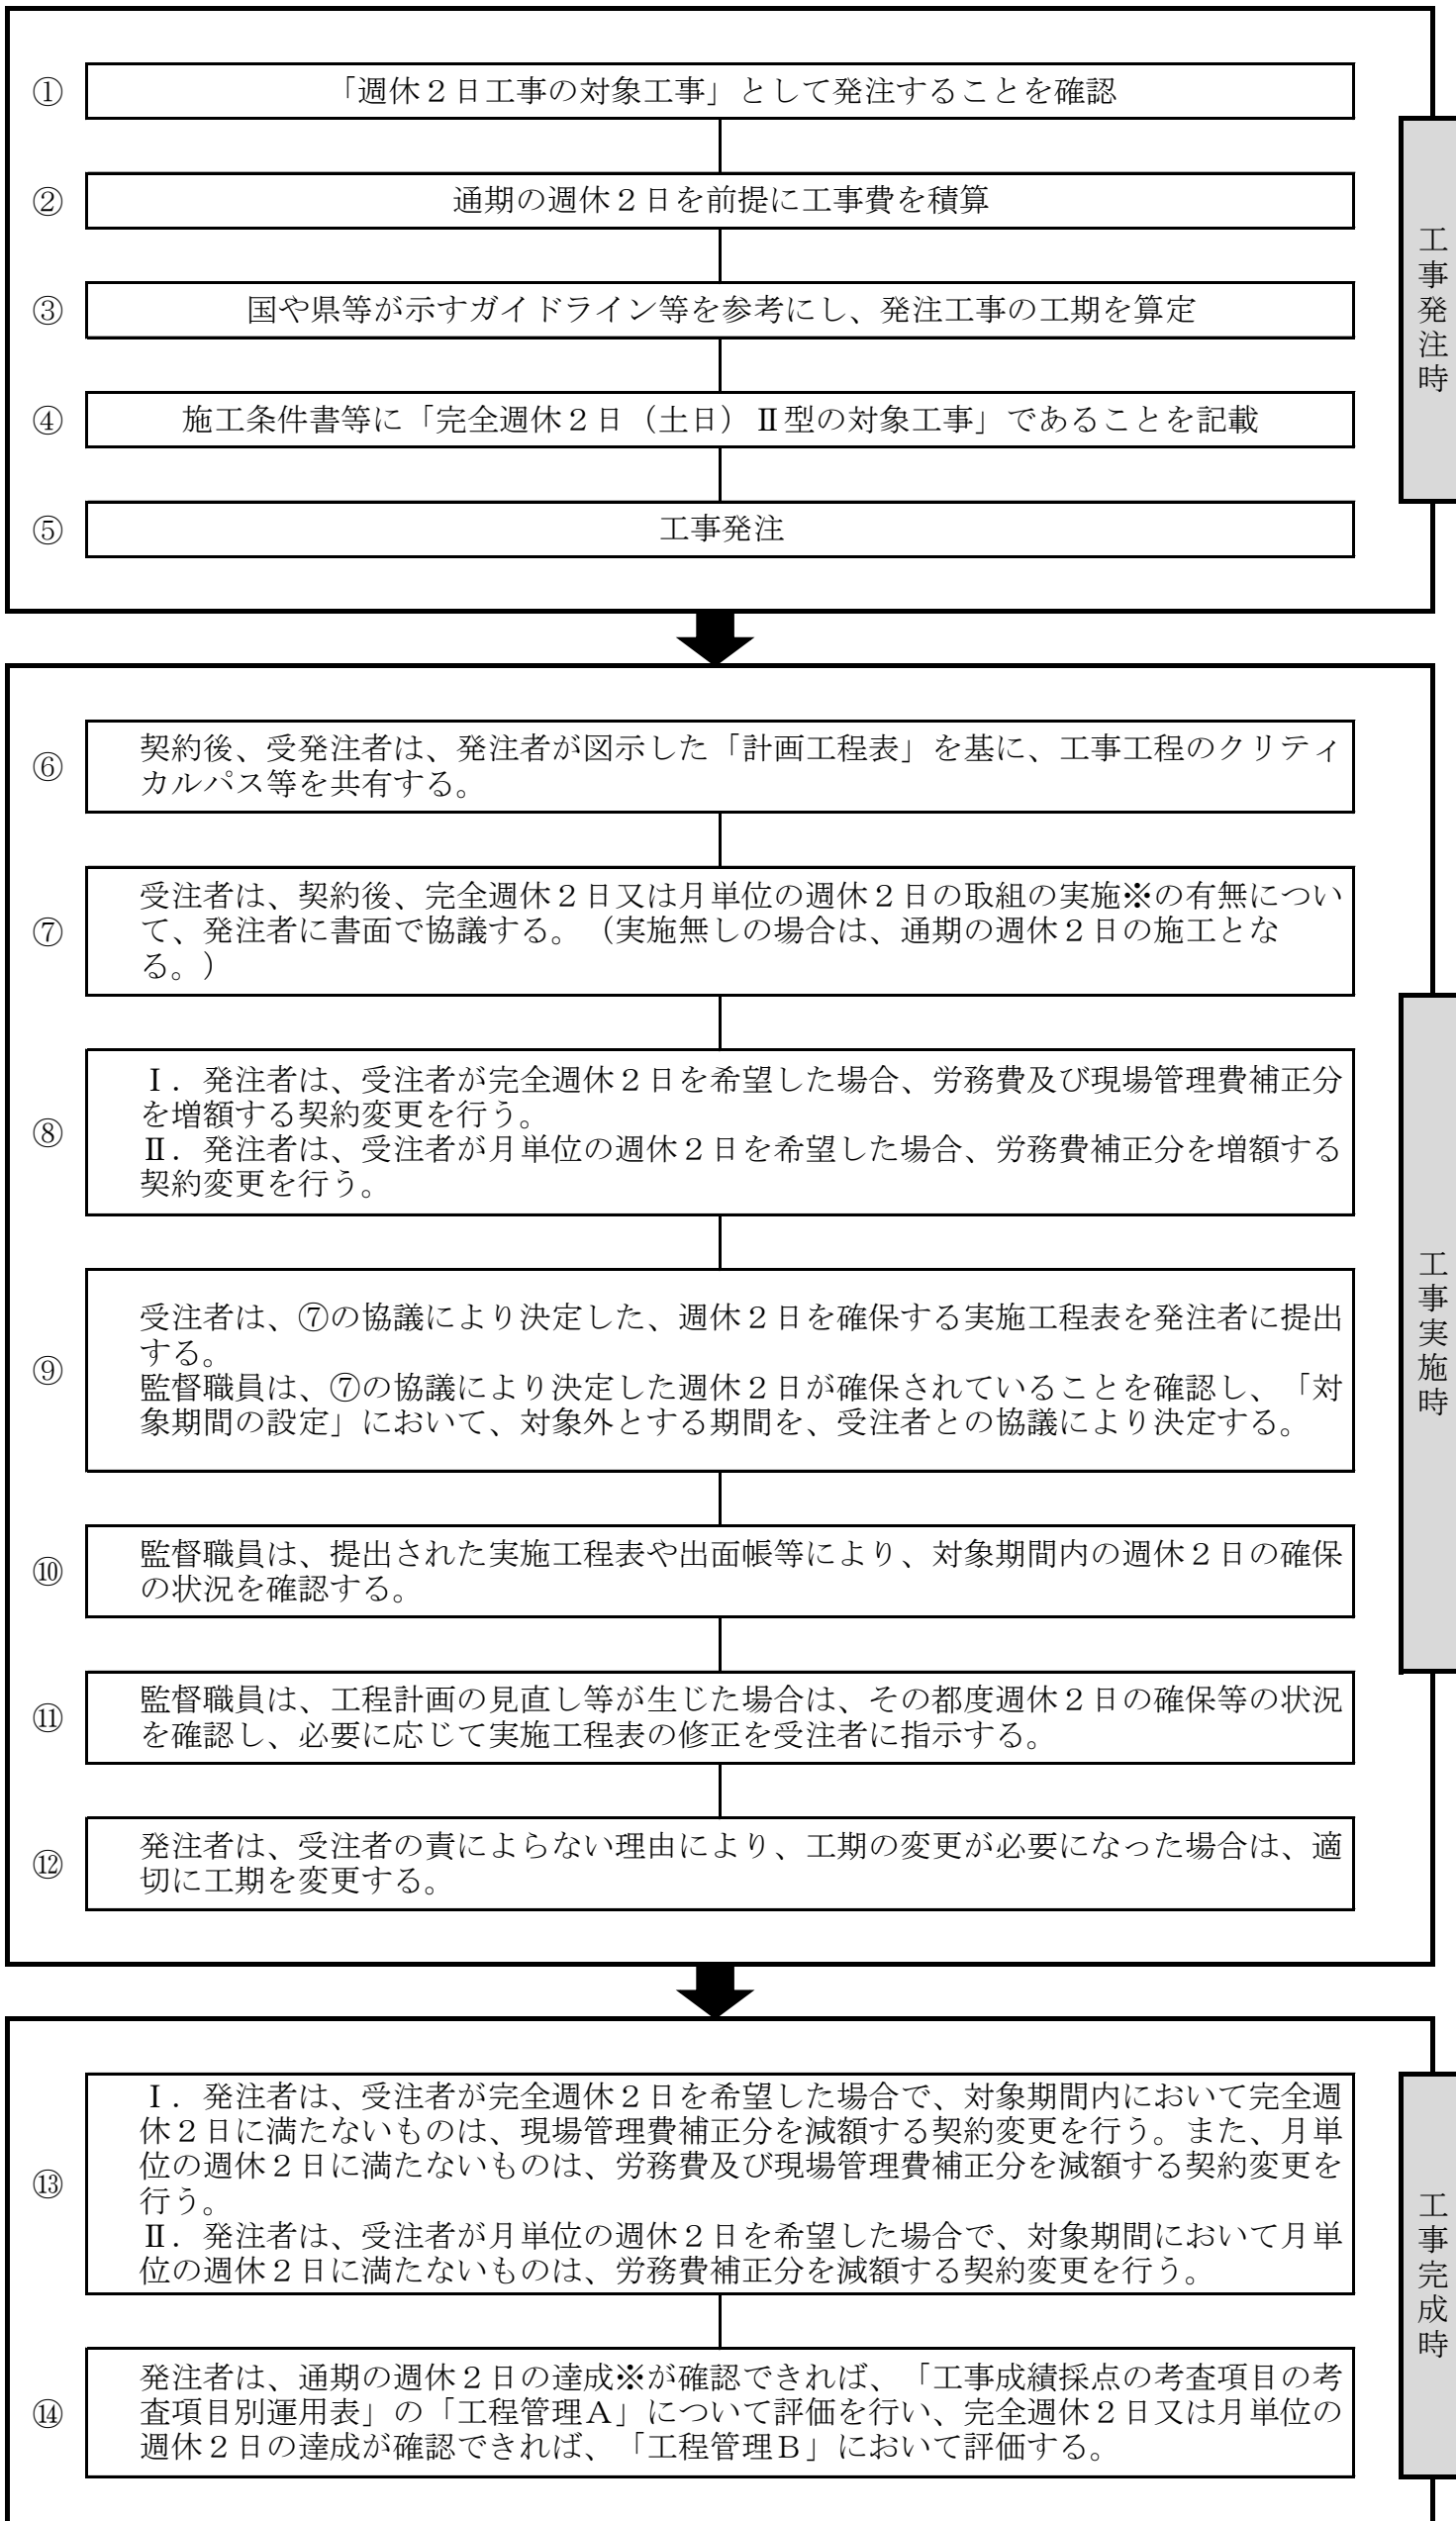 ①
「週休２日工事の対象工事」として発注することを確認
②
通期の週休２日を前提に工事費を積算
③
国や県等が示すガイドライン等を参考にし、発注工事の工期を算定
④
施工条件書等に「完全週休２日（土日）Ⅱ型の対象工事」であることを記載
⑤
工事発注
工事発注時
⑥
契約後、受発注者は、発注者が図示した「計画工程表」を基に、工事工程のクリティ
カルパス等を共有する。
⑦
受注者は、契約後、完全週休２日又は月単位の週休２日の取組の実施※の有無につい
て、発注者に書面で協議する。（実施無しの場合は、通期の週休２日の施工とな
る。）
⑧
Ⅰ．発注者は、受注者が完全週休２日を希望した場合、労務費及び現場管理費補正分
を増額する契約変更を行う。
Ⅱ．発注者は、受注者が月単位の週休２日を希望した場合、労務費補正分を増額する
契約変更を行う。
⑨
受注者は、⑦の協議により決定した、週休２日を確保する実施工程表を発注者に提出
する。
監督職員は、⑦の協議により決定した週休２日が確保されていることを確認し、「対
象期間の設定」において、対象外とする期間を、受注者との協議により決定する。
⑩
監督職員は、提出された実施工程表や出面帳等により、対象期間内の週休２日の確保
の状況を確認する。
⑪
監督職員は、工程計画の見直し等が生じた場合は、その都度週休２日の確保等の状況
を確認し、必要に応じて実施工程表の修正を受注者に指示する。
⑫
発注者は、受注者の責によらない理由により、工期の変更が必要になった場合は、適
切に工期を変更する。
工事実施時
⑬
Ⅰ．発注者は、受注者が完全週休２日を希望した場合で、対象期間内において完全週
休２日に満たないものは、現場管理費補正分を減額する契約変更を行う。また、月単
位の週休２日に満たないものは、労務費及び現場管理費補正分を減額する契約変更を
行う。
Ⅱ．発注者は、受注者が月単位の週休２日を希望した場合で、対象期間において月単
位の週休２日に満たないものは、労務費補正分を減額する契約変更を行う。
⑭
発注者は、通期の週休２日の達成※が確認できれば、「工事成績採点の考査項目の考
査項目別運用表」の「工程管理Ａ」について評価を行い、完全週休２日又は月単位の
週休２日の達成が確認できれば、「工程管理Ｂ」において評価する。
工事完成時